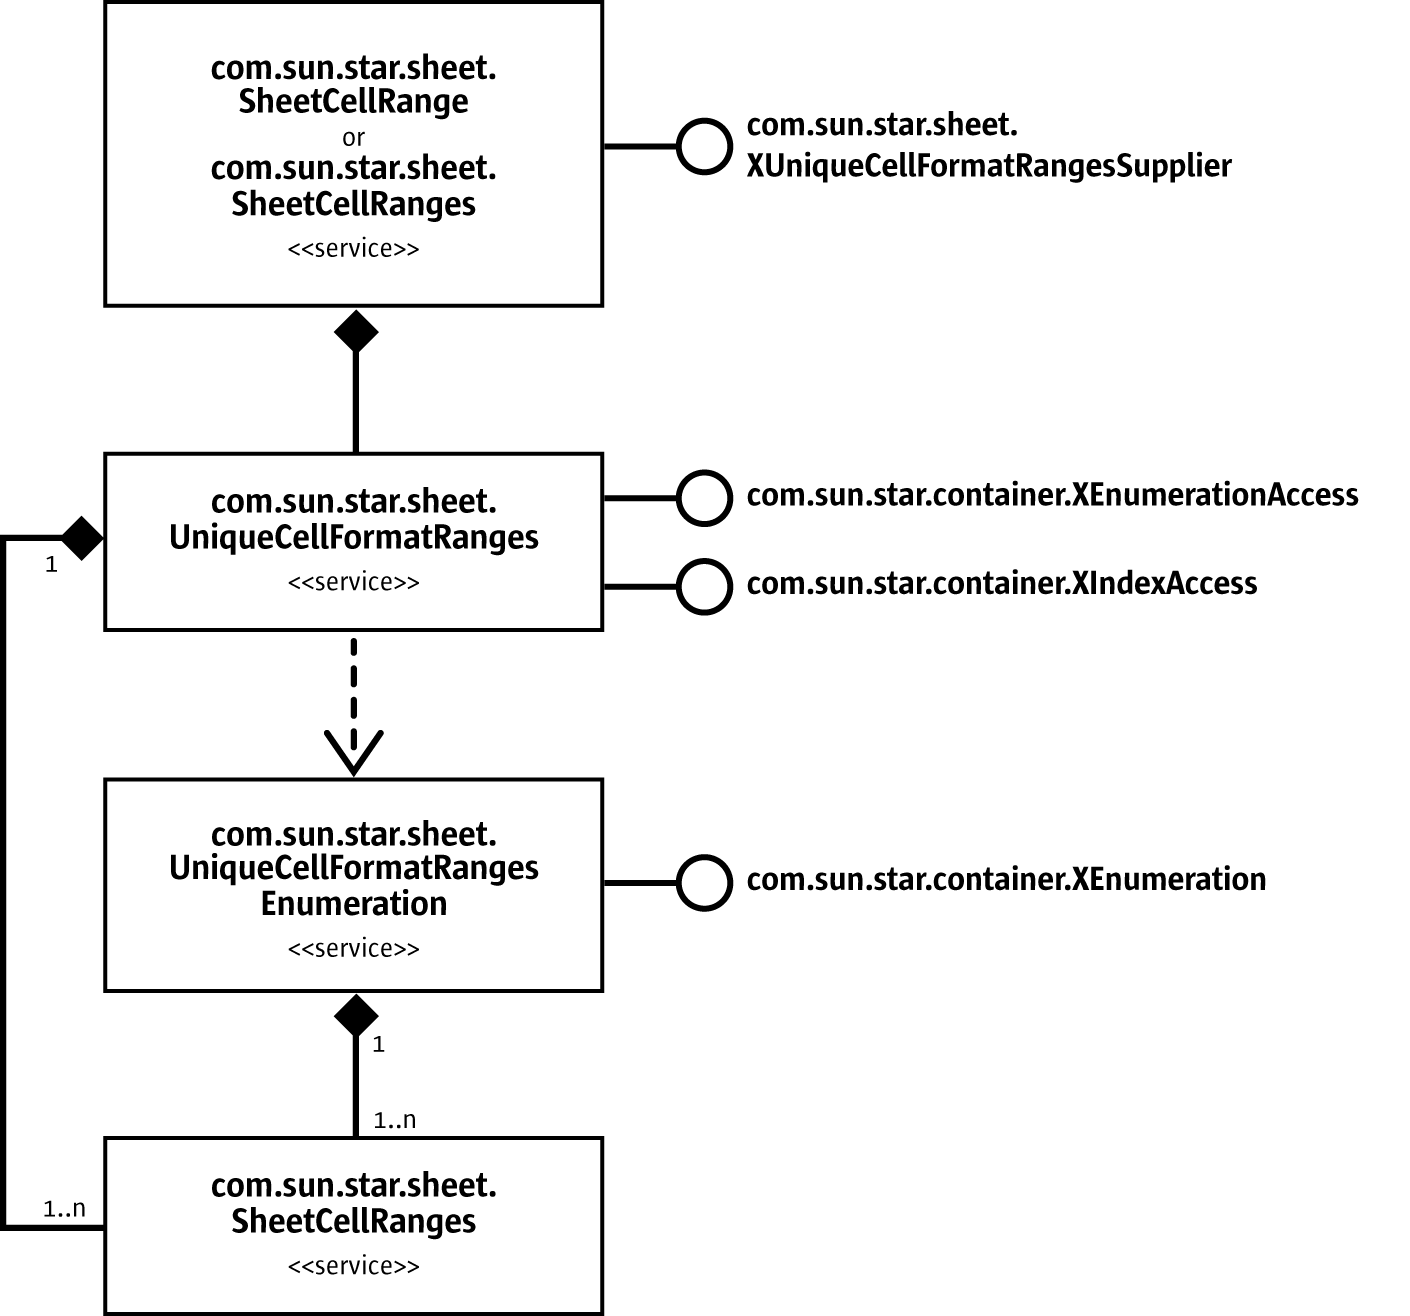 com.sun.star.sheet.
SheetCellRange
or
com.sun.star.sheet.
SheetCellRanges
<<service>>
com.sun.star.sheet.
XUniqueCellFormatRangesSupplier
com.sun.star.sheet.
UniqueCellFormatRanges
<<service>>
com.sun.star.container.XEnumerationAccess
com.sun.star.container.XIndexAccess
1
com.sun.star.sheet.
UniqueCellFormatRanges
Enumeration
<<service>>
com.sun.star.container.XEnumeration
1
1..n
com.sun.star.sheet.
SheetCellRanges
<<service>>
1..n